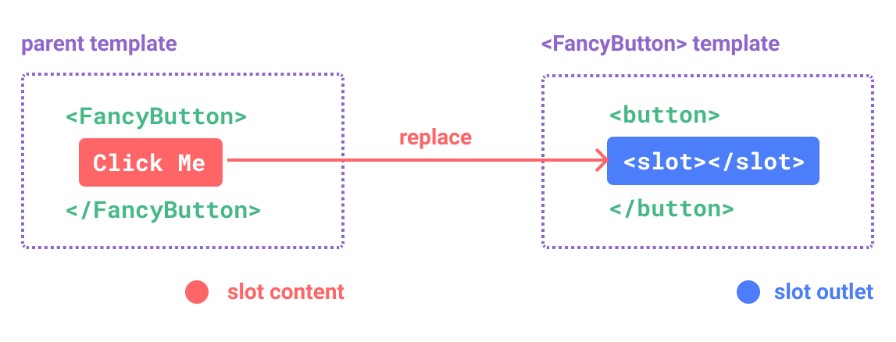 parent template
<FancyButton>
Click Me
</FancyButton>
replace
<FancyButton> template
<button>
<slot></slot>
</button>
slot content
slot outlet